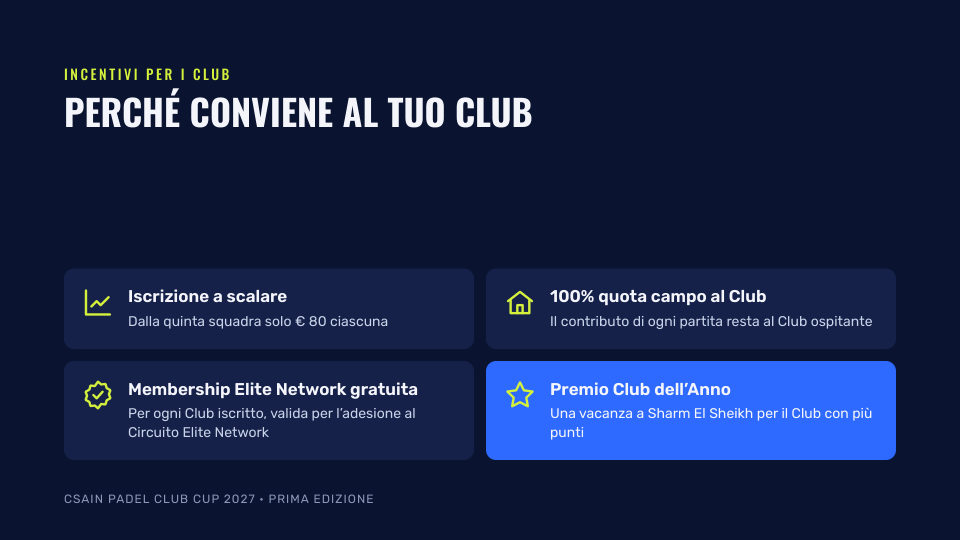 INCENTIVI PER I CLUB
PERCHÉ CONVIENE AL TUO CLUB
Iscrizione a scalare
Dalla quinta squadra solo € 80 ciascuna
100% quota campo al Club
Il contributo di ogni partita resta al Club ospitante
Membership Elite Network gratuita
Per ogni Club iscritto, valida per l’adesione al
Circuito Elite Network
Premio Club dell’Anno
Una vacanza a Sharm El Sheikh per il Club con più
punti
CSAIN PADEL CLUB CUP 2027 • PRIMA EDIZIONE